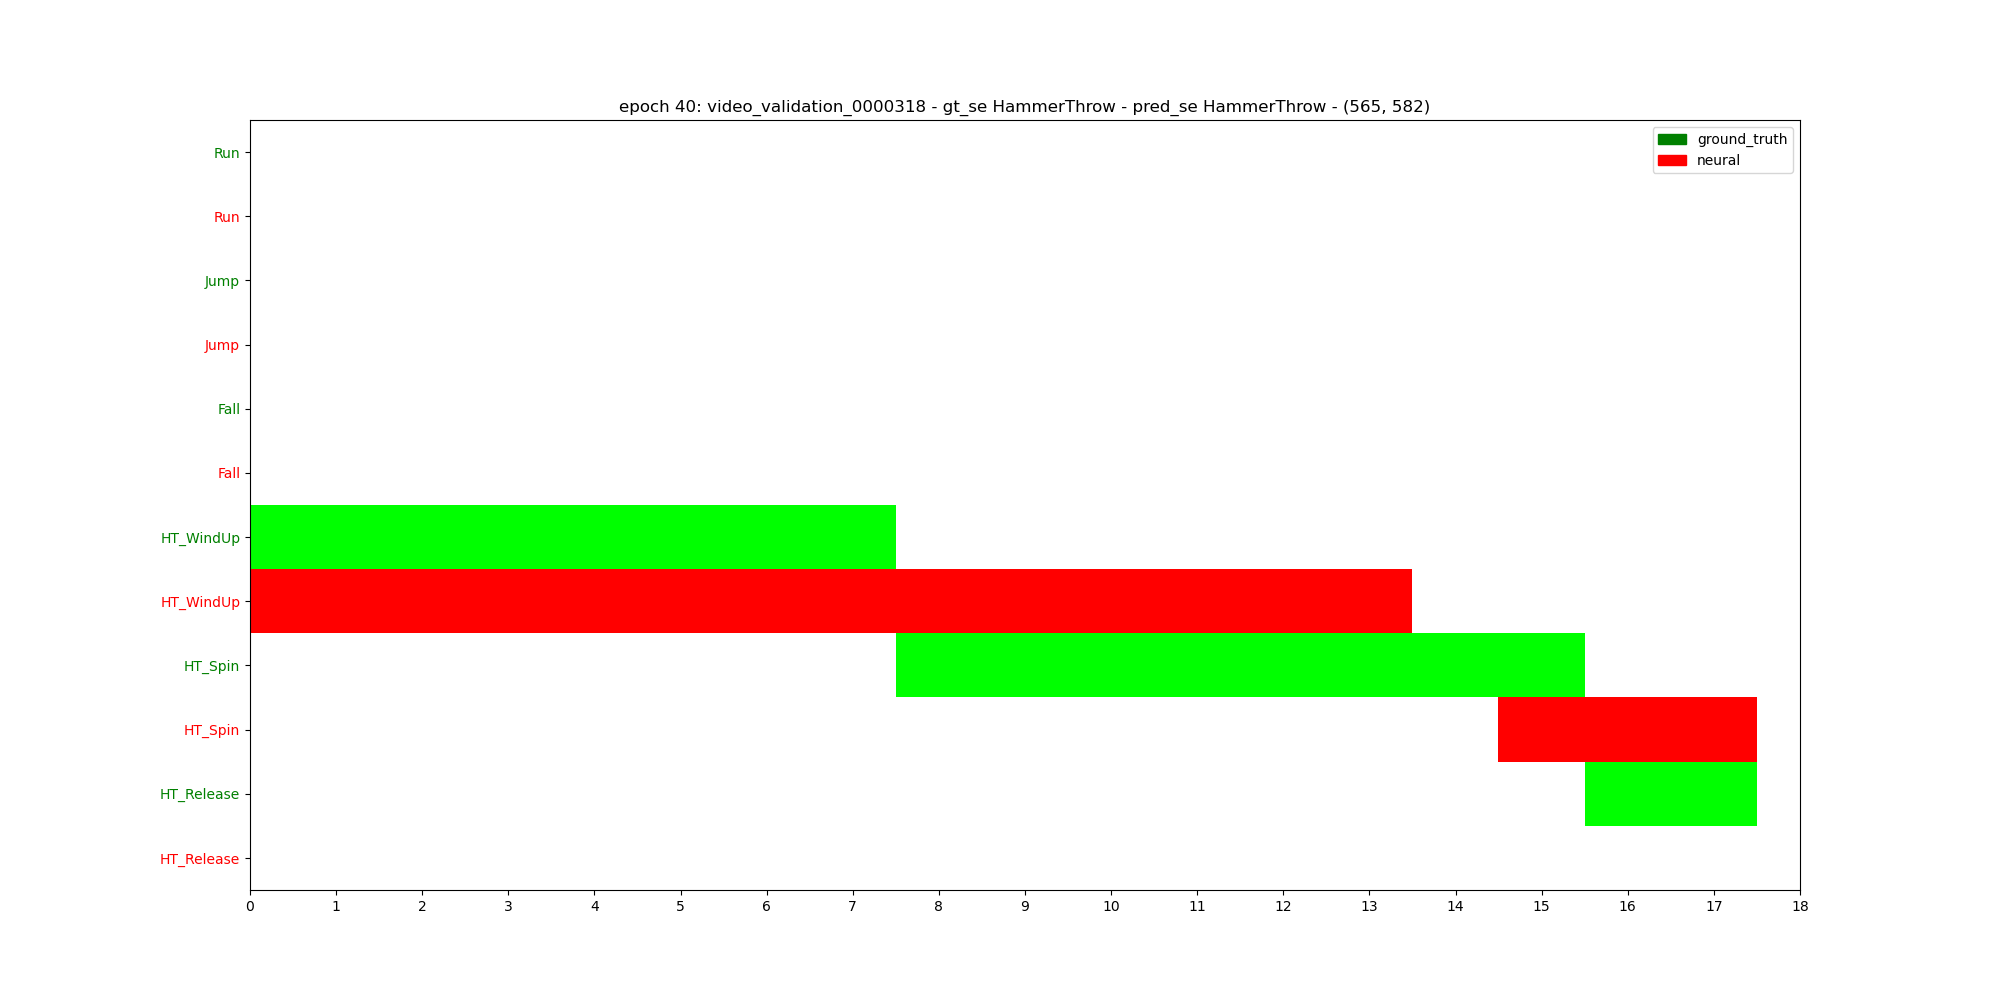 epoch 40: video_validation_0000318 - gt_se HammerThrow - pred_se HammerThrow - (565, 582)
ground_truth
neural
Run
Run
Jump
Jump
Fall
Fall
HT_WindUp
HT_WindUp
HT_Spin
HT_Spin
HT_Release
HT_Release
0 1 2 3 4 5 6 7 8 9 10 11 12 13 14 15 16 17 18